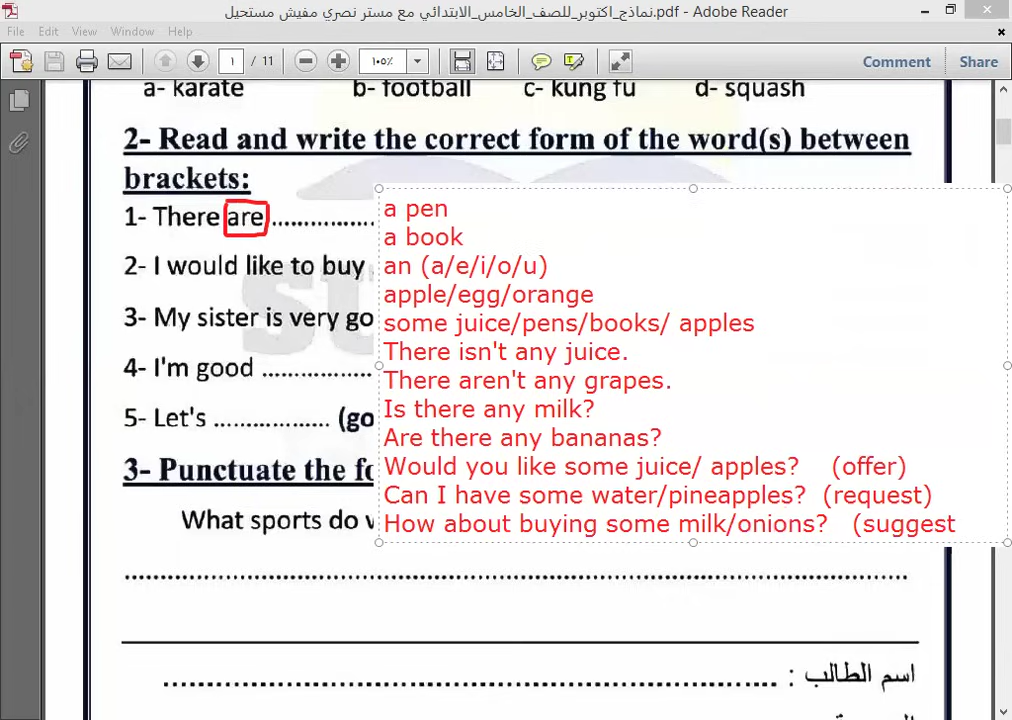 نماذج_اكتوبر_للصف_الخامس_الابتدائي مع مستر نصري مفيش مستحيل.pdf - Adobe Reader
File Edit View Window Help
١ / 11 ١٠٥٪ Comment Share
a- karate b- football c- kung fu d- squash
2- Read and write the correct form of the word(s) between
brackets:
1- There are ..................
a pen
a book
2- I would like to buy
an (a/e/i/o/u)
apple/egg/orange
3- My sister is very go
some juice/pens/books/ apples
There isn't any juice.
4- I'm good ..................
There aren't any grapes.
Is there any milk?
5- Let's .................. (go
Are there any bananas?
3- Punctuate the fo
Would you like some juice/ apples? (offer)
Can I have some water/pineapples? (request)
What sports do
How about buying some milk/onions? (suggest
اسم الطالب : ..................